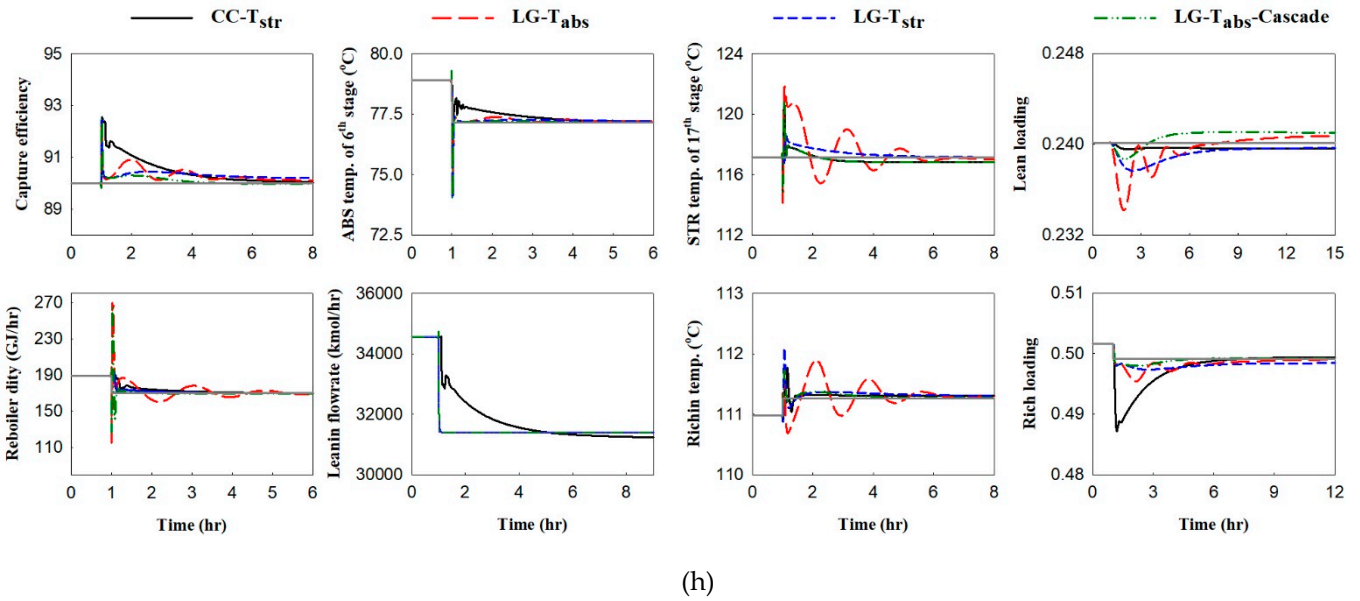 CC-Tstr LG-Tabs LG-Tstr LG-Tabs-Cascade
Capture efficiency
95
93
91
89
0 2 4 6 8
ABS temp. of 6th stage (°C)
80.0
77.5
75.0
72.5
0 1 2 3 4 5 6
STR temp. of 17th stage (°C)
124
120
116
112
0 2 4 6 8
Lean loading
0.248
0.240
0.232
0 5 10 15
Reboiler dity (GJ/hr)
270
230
190
150
110
0 1 2 3 4 5 6
Time (hr)
Leanin flowrate (kmol/hr)
36000
34000
32000
30000
0 2 4 6 8
Time (hr)
Richin temp. (°C)
113
112
111
110
0 2 4 6 8
Time (hr)
Rich loading
0.51
0.50
0.49
0.48
0 3 6 9 12
Time (hr)
(h)